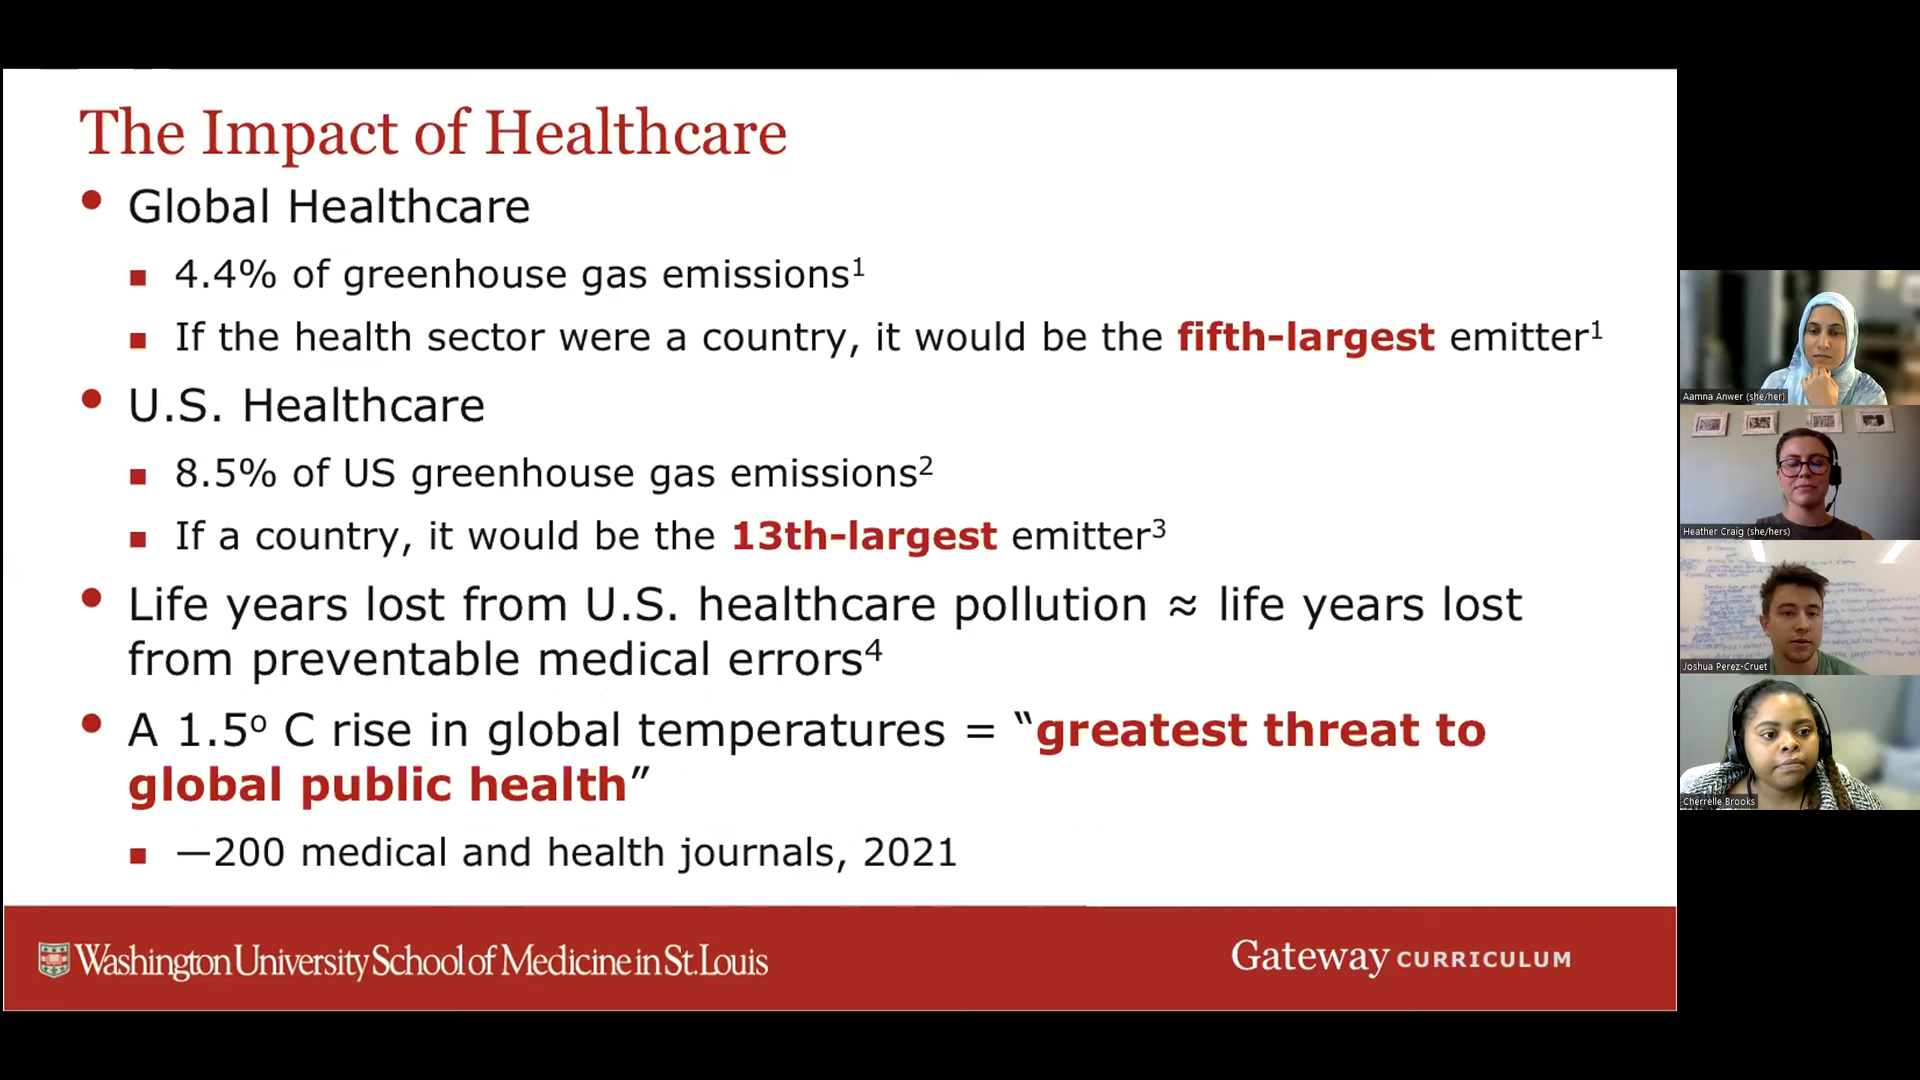 The Impact of Healthcare
• Global Healthcare
▪ 4.4% of greenhouse gas emissions¹
▪ If the health sector were a country, it would be the fifth-largest emitter¹
• U.S. Healthcare
▪ 8.5% of US greenhouse gas emissions²
▪ If a country, it would be the 13th-largest emitter³
• Life years lost from U.S. healthcare pollution ≈ life years lost
from preventable medical errors⁴
• A 1.5º C rise in global temperatures = “greatest threat to
global public health”
▪ —200 medical and health journals, 2021
Washington University School of Medicine in St. Louis
Gateway CURRICULUM
Aamna Anwer (she/her)
Heather Craig (she/hers)
Joshua Perez-Cruet
Cherrelle Brooks